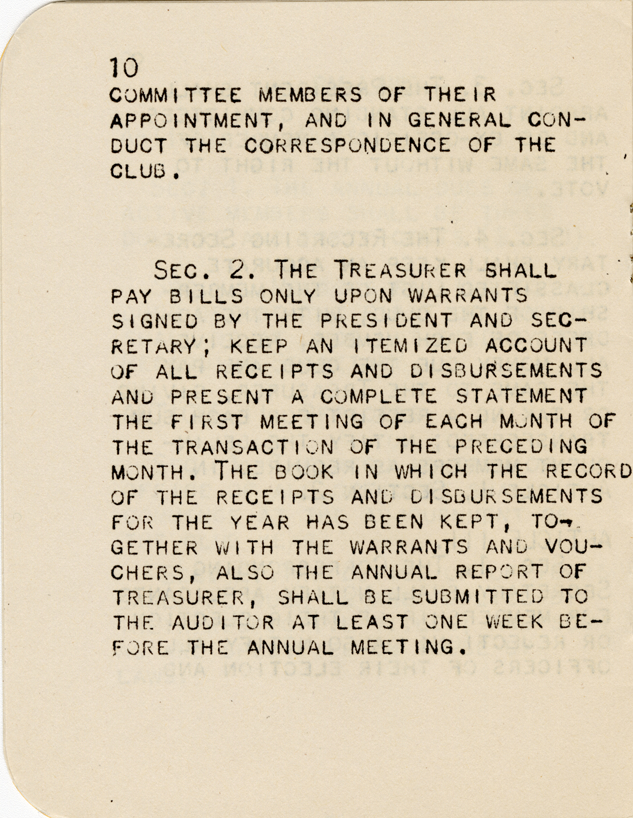 10
COMMITTEE MEMBERS OF THEIR
APPOINTMENT, AND IN GENERAL CON-
DUCT THE CORRESPONDENCE OF THE
CLUB.
SEC. 2. THE TREASURER SHALL
PAY BILLS ONLY UPON WARRANTS
SIGNED BY THE PRESIDENT AND SEC-
RETARY; KEEP AN ITEMIZED ACCOUNT
OF ALL RECEIPTS AND DISBURSEMENTS
AND PRESENT A COMPLETE STATEMENT
THE FIRST MEETING OF EACH MONTH OF
THE TRANSACTION OF THE PRECEDING
MONTH. THE BOOK IN WHICH THE RECORD
OF THE RECEIPTS AND DISBURSEMENTS
FOR THE YEAR HAS BEEN KEPT, TO-
GETHER WITH THE WARRANTS AND VOU-
CHERS, ALSO THE ANNUAL REPORT OF
TREASURER, SHALL BE SUBMITTED TO
THE AUDITOR AT LEAST ONE WEEK BE-
FORE THE ANNUAL MEETING.